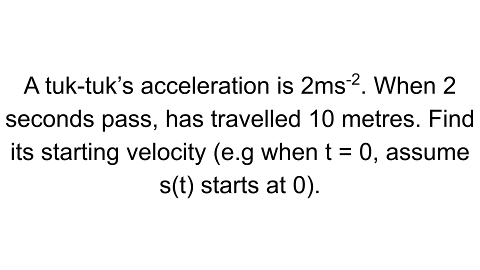 A tuk-tuk’s acceleration is 2ms⁻². When 2
seconds pass, has travelled 10 metres. Find
its starting velocity (e.g when t = 0, assume
s(t) starts at 0).